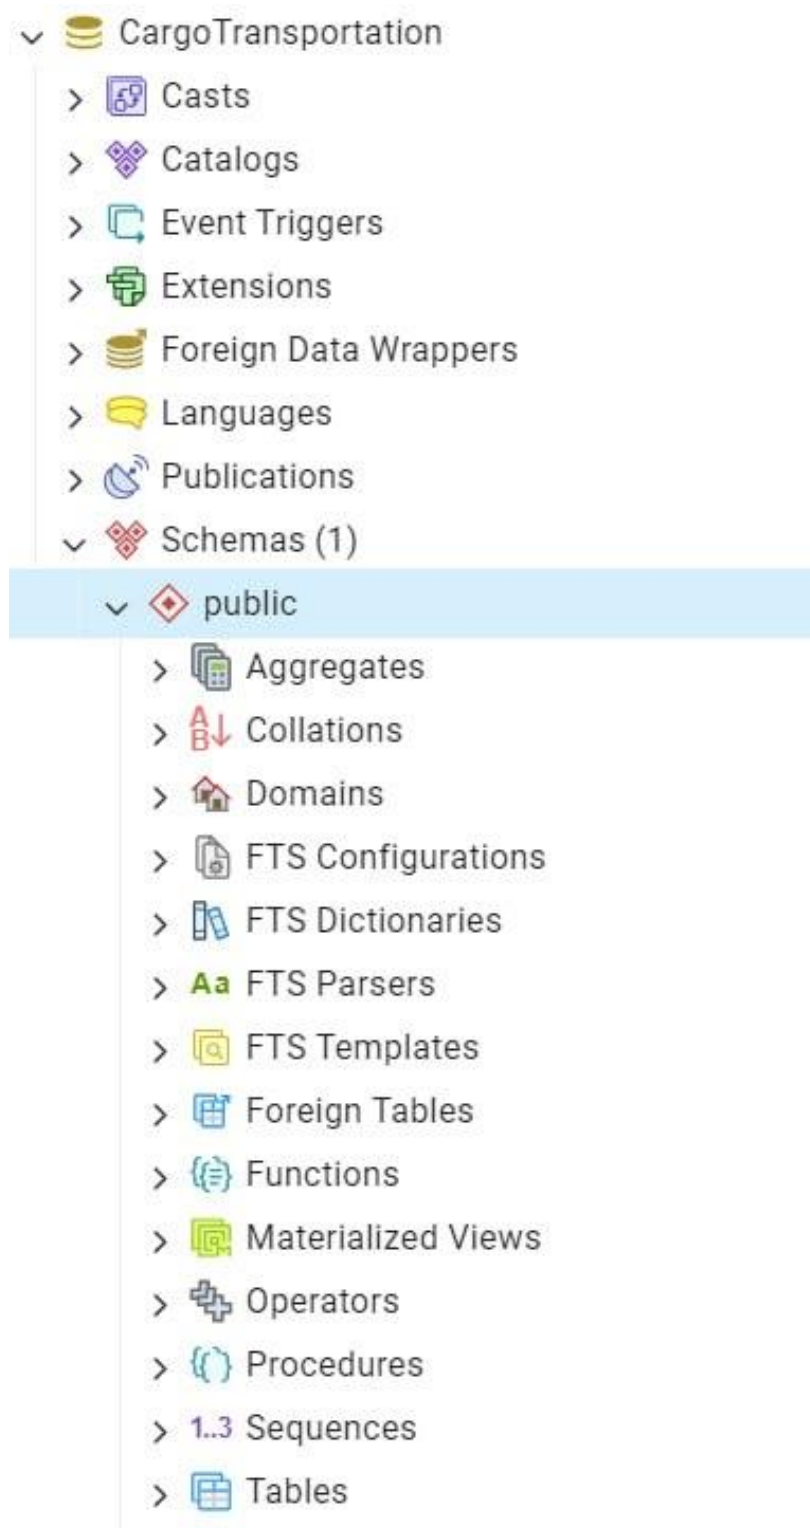 CargoTransportation
Casts
Catalogs
Event Triggers
Extensions
Foreign Data Wrappers
Languages
Publications
Schemas (1)
public
Aggregates
Collations
Domains
FTS Configurations
FTS Dictionaries
Aa FTS Parsers
FTS Templates
Foreign Tables
Functions
Materialized Views
Operators
Procedures
1..3 Sequences
Tables